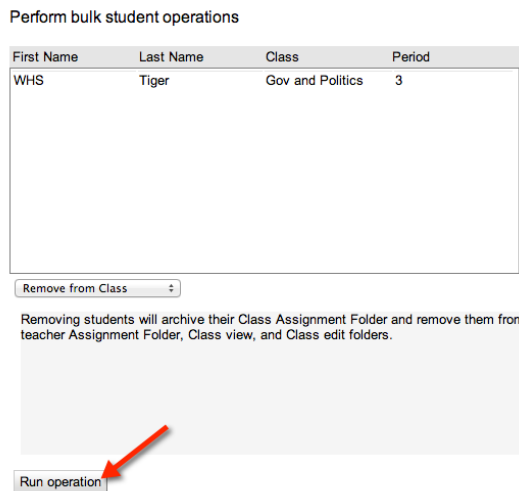 Perform bulk student operations
First Name Last Name Class Period
WHS Tiger Gov and Politics 3
Remove from Class
Removing students will archive their Class Assignment Folder and remove them from
teacher Assignment Folder, Class view, and Class edit folders.
Run operation